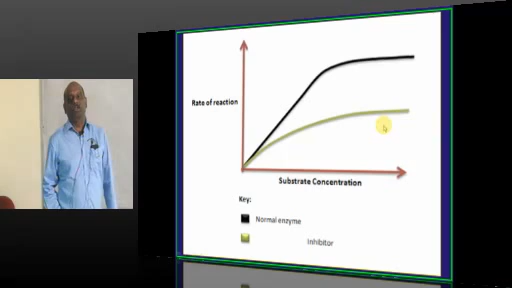 Rate of reaction
Substrate Concentration
Key:
Normal enzyme
Inhibitor